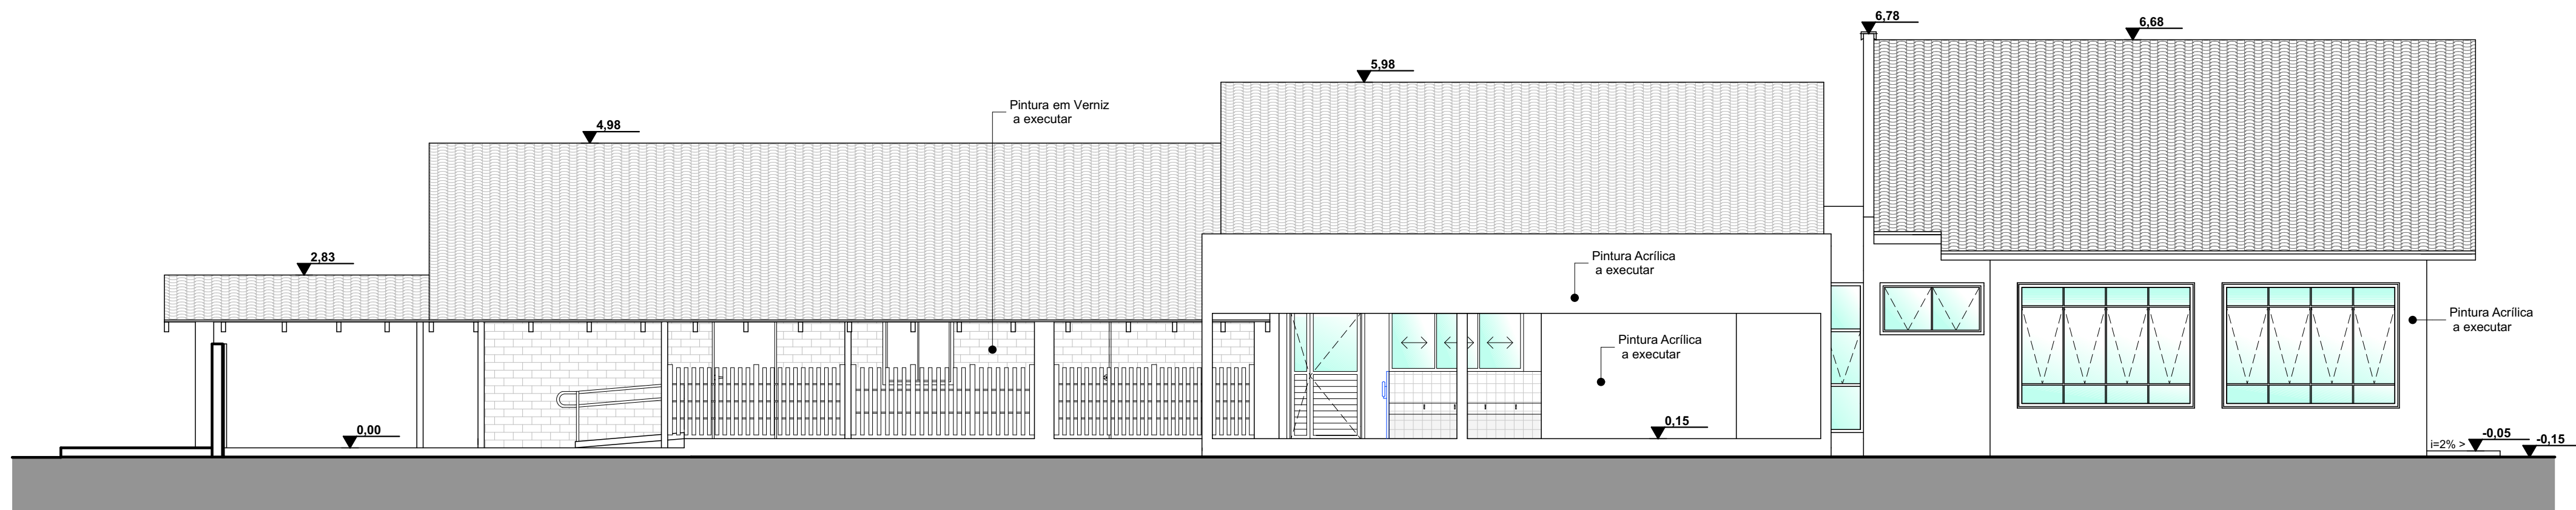 6,78
6,68
5,98
Pintura em Verniz
a executar
4,98
2,83
Pintura Acrílica
a executar
Pintura Acrílica
a executar
Pintura Acrílica
a executar
0,00
0,15
i=2% >
-0,05
-0,15